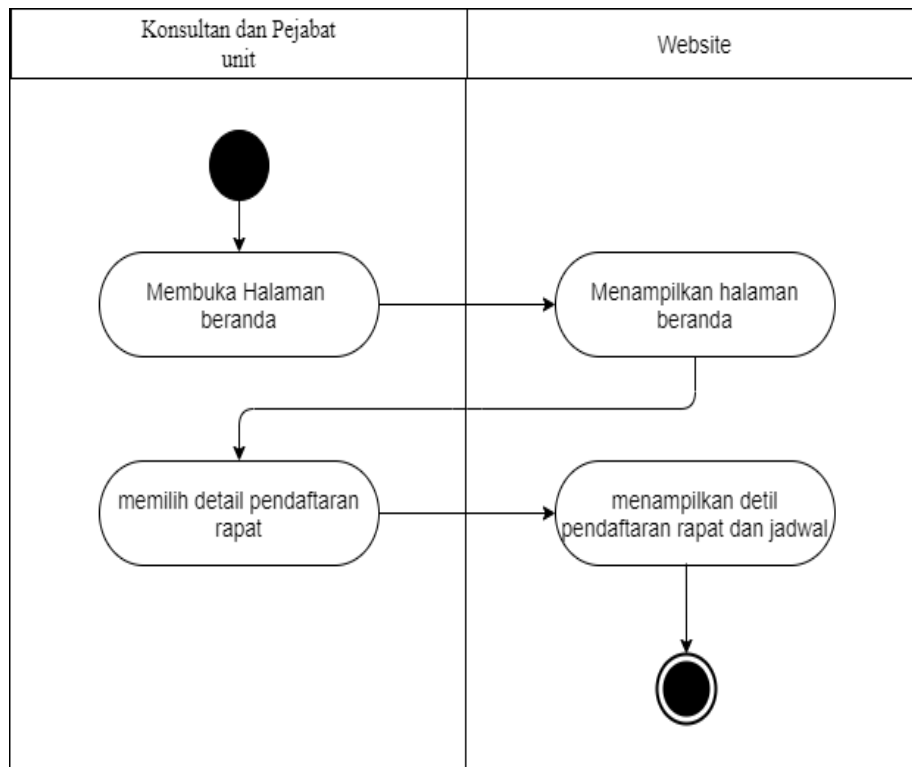 Konsultan dan Pejabat
unit
Website
Membuka Halaman
beranda
Menampilkan halaman
beranda
memilih detail pendaftaran
rapat
menampilkan detil
pendaftaran rapat dan jadwal